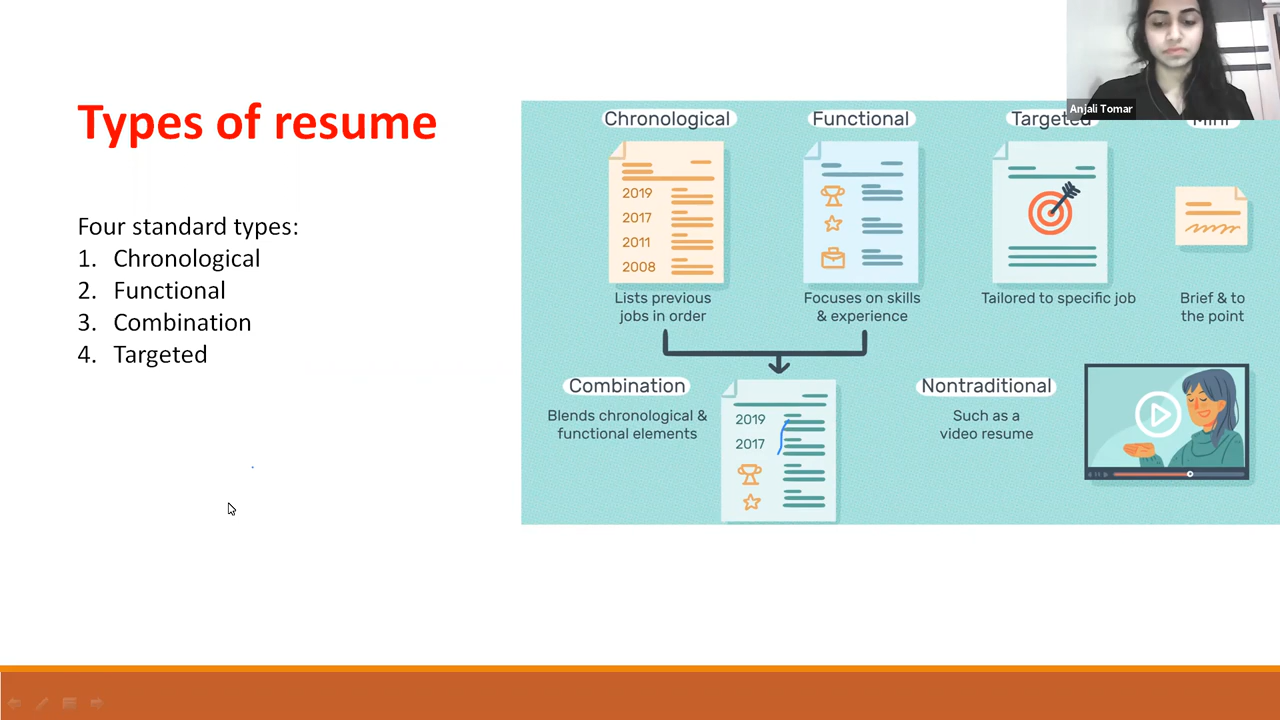 Anjali Tomar
Types of resume
Four standard types:
1. Chronological
2. Functional
3. Combination
4. Targeted
Chronological
Functional
Targeted
Mini
2019
2017
2011
2008
Lists previous
jobs in order
Focuses on skills
& experience
Tailored to specific job
Brief & to
the point
Combination
Blends chronological &
functional elements
2019
2017
Nontraditional
Such as a
video resume